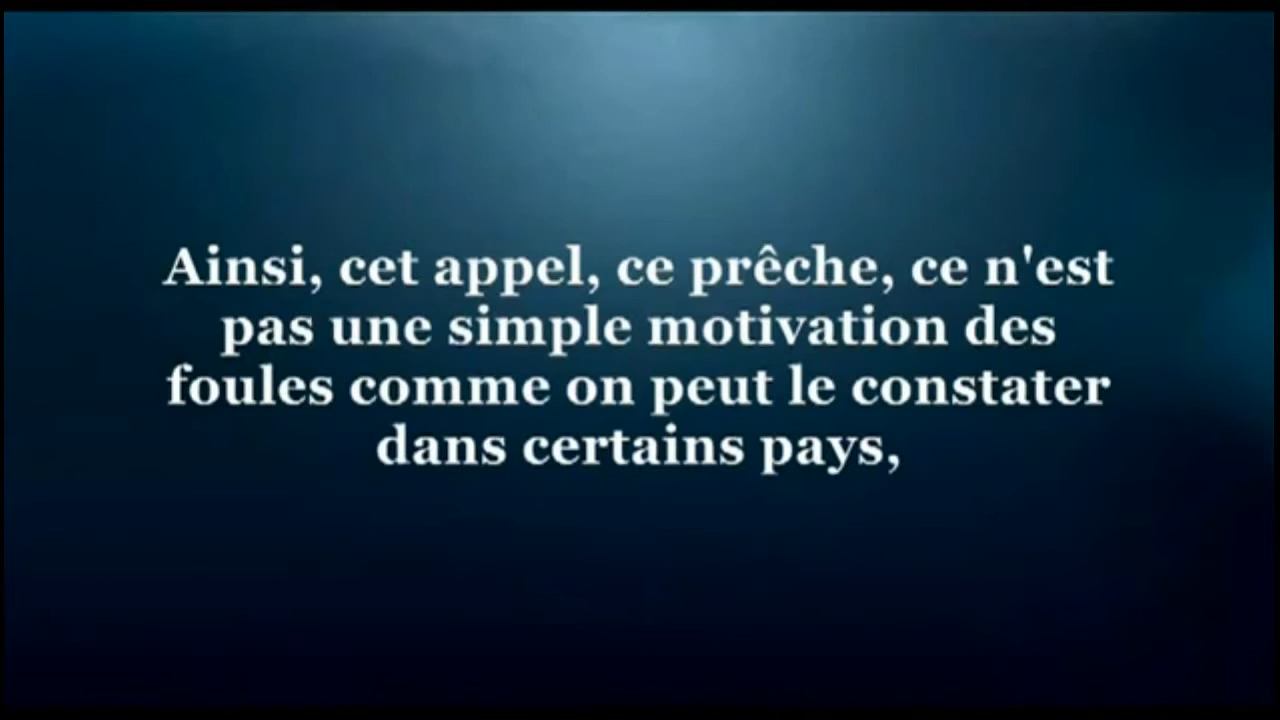 Ainsi, cet appel, ce prêche, ce n'est
pas une simple motivation des
foules comme on peut le constater
dans certains pays,